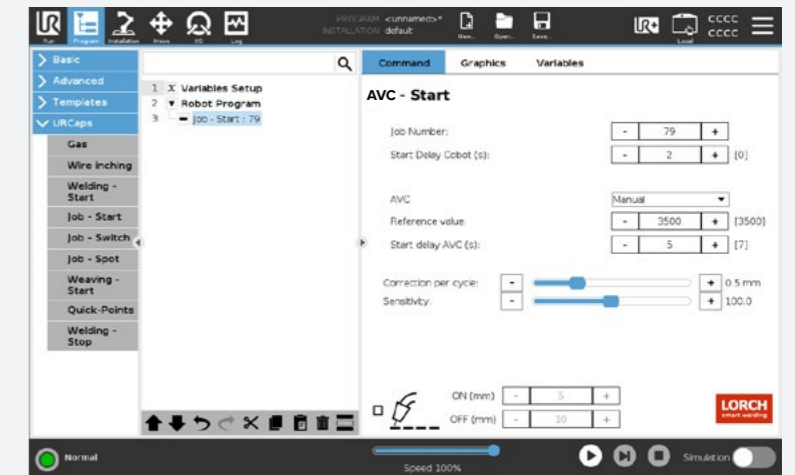 UR
PROGRAM <unnamed>*
INSTALLATION default
UR+
CCCC
CCCC
Run Program Installation Move I/O Log New... Open... Save... Local
Basic
Advanced
Templates
URCaps
Gas
Wire inching
Welding -
Start
Job - Start
Job - Switch
Job - Spot
Weaving -
Start
Quick-Points
Welding -
Stop
1 X Variables Setup
2 Robot Program
3 Job - Start : 79
Command Graphics Variables
AVC - Start
Job Number: - 79 +
Start Delay Cobot (s): - 2 + [0]
AVC Manual
Reference value: - 3500 + [3500]
Start delay AVC (s): - 5 + [7]
Correction per cycle: - + 0.5 mm
Sensitivity: - + 100.0
ON (mm) - 5 +
OFF (mm) - 10 +
LORCH
smart welding
Normal
Speed 100%
Simulation